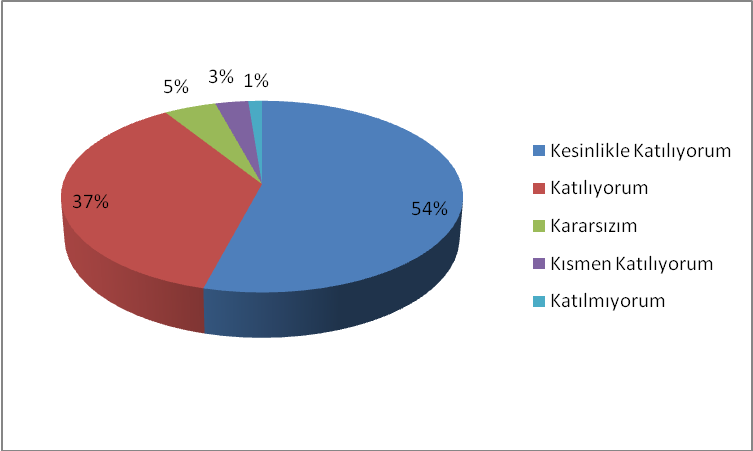 5%
3%
1%
37%
54%
Kesinlikle Katılıyorum
Katılıyorum
Kararsızım
Kısmen Katılıyorum
Katılmıyorum